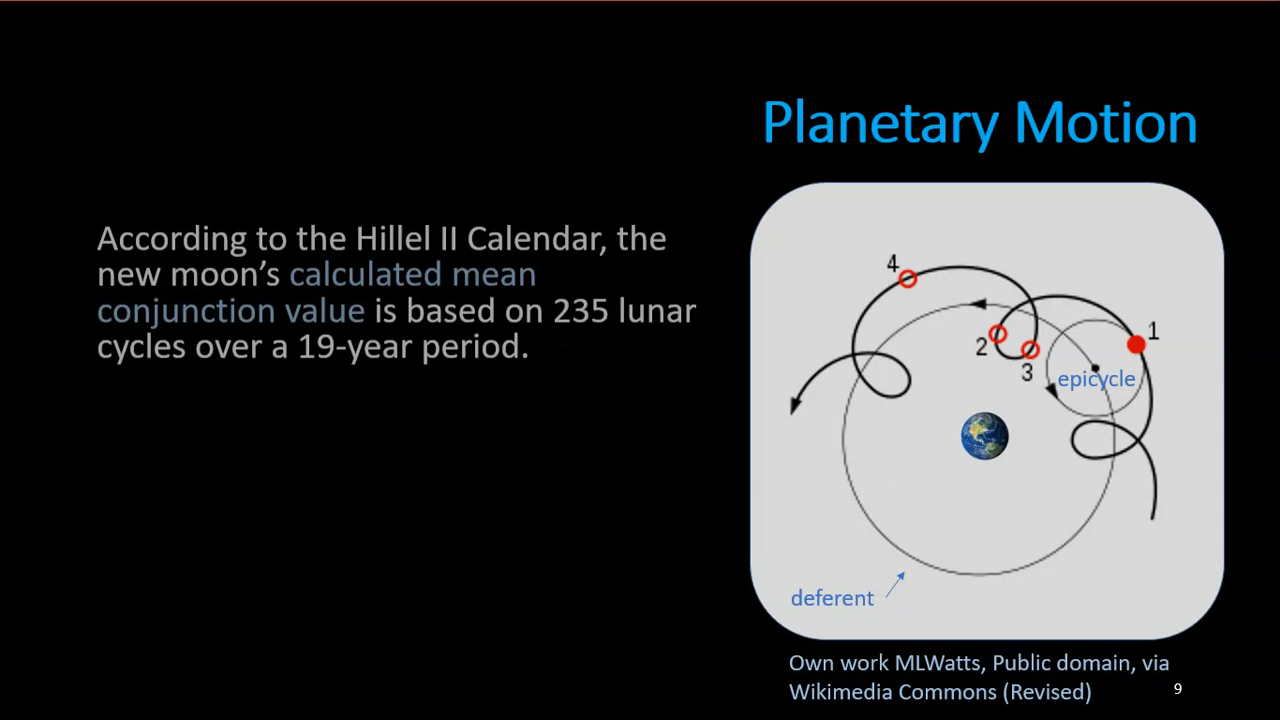 Planetary Motion
According to the Hillel II Calendar, the
new moon’s calculated mean
conjunction value is based on 235 lunar
cycles over a 19-year period.
4
1
2
3
epicycle
deferent
Own work MLWatts, Public domain, via
Wikimedia Commons (Revised)
9